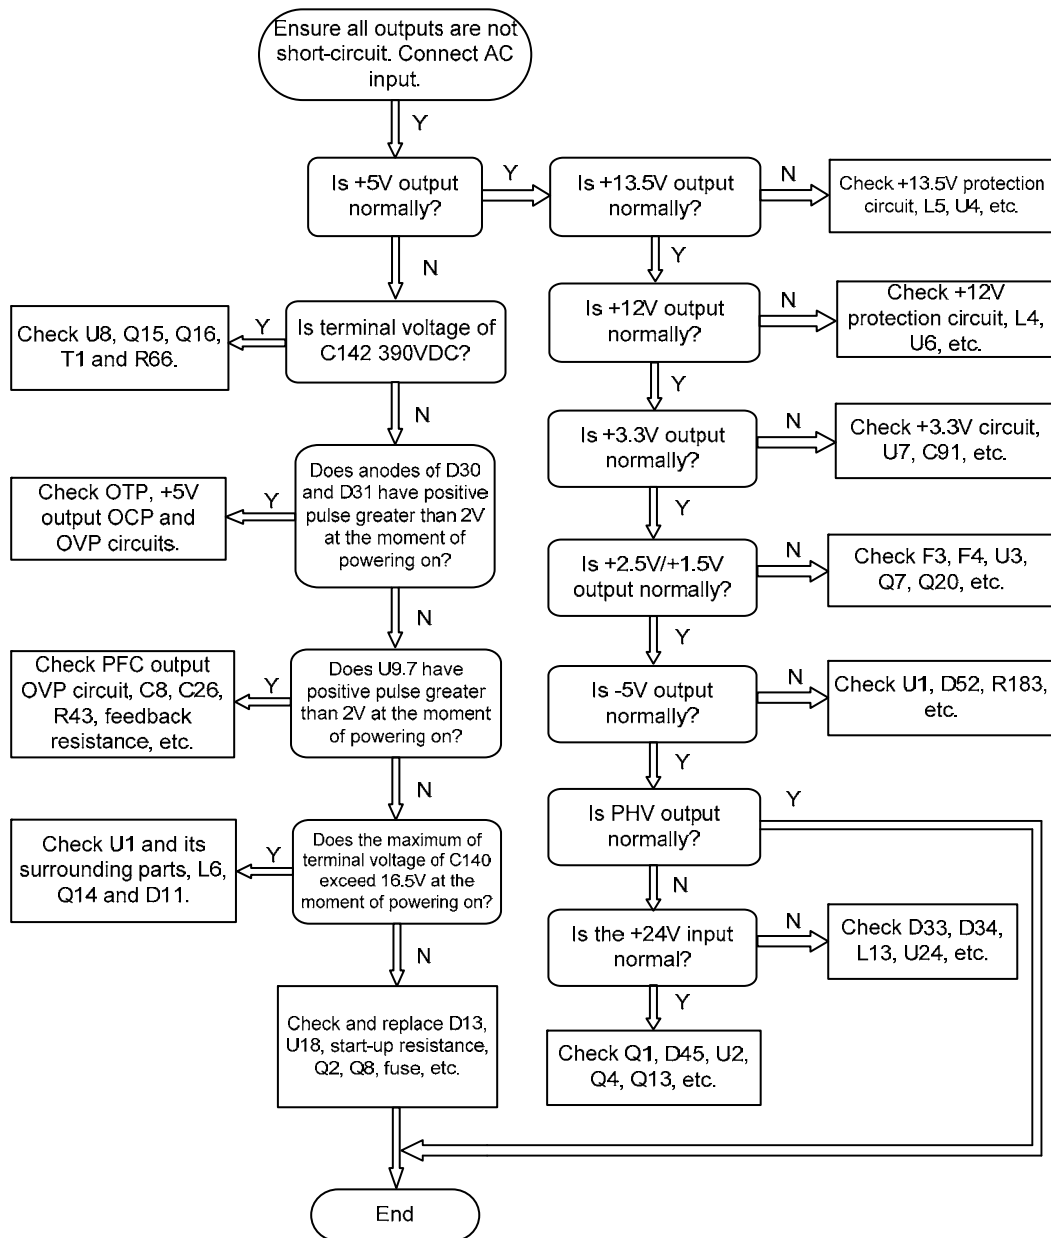 Ensure all outputs are not
short-circuit. Connect AC
input.
Y
Is +5V output
normally?
Y
Is +13.5V output
normally?
N
Check +13.5V protection
circuit, L5, U4, etc.
N
Y
Check U8, Q15, Q16,
T1 and R66.
Y
Is terminal voltage of
C142 390VDC?
Is +12V output
normally?
N
Check +12V
protection circuit, L4,
U6, etc.
N
Y
Is +3.3V output
normally?
N
Check +3.3V circuit,
U7, C91, etc.
Check OTP, +5V
output OCP and
OVP circuits.
Y
Does anodes of D30
and D31 have positive
pulse greater than 2V
at the moment of
powering on?
Y
Is +2.5V/+1.5V
output normally?
N
Check F3, F4, U3,
Q7, Q20, etc.
N
Y
Check PFC output
OVP circuit, C8, C26,
R43, feedback
resistance, etc.
Y
Does U9.7 have
positive pulse greater
than 2V at the moment
of powering on?
Is -5V output
normally?
N
Check U1, D52, R183,
etc.
N
Y
Is PHV output
normally?
Y
Check U1 and its
surrounding parts, L6,
Q14 and D11.
Y
Does the maximum of
terminal voltage of C140
exceed 16.5V at the
moment of powering on?
N
Is the +24V input
normal?
N
Check D33, D34,
L13, U24, etc.
N
Y
Check and replace D13,
U18, start-up resistance,
Q2, Q8, fuse, etc.
Check Q1, D45, U2,
Q4, Q13, etc.
End